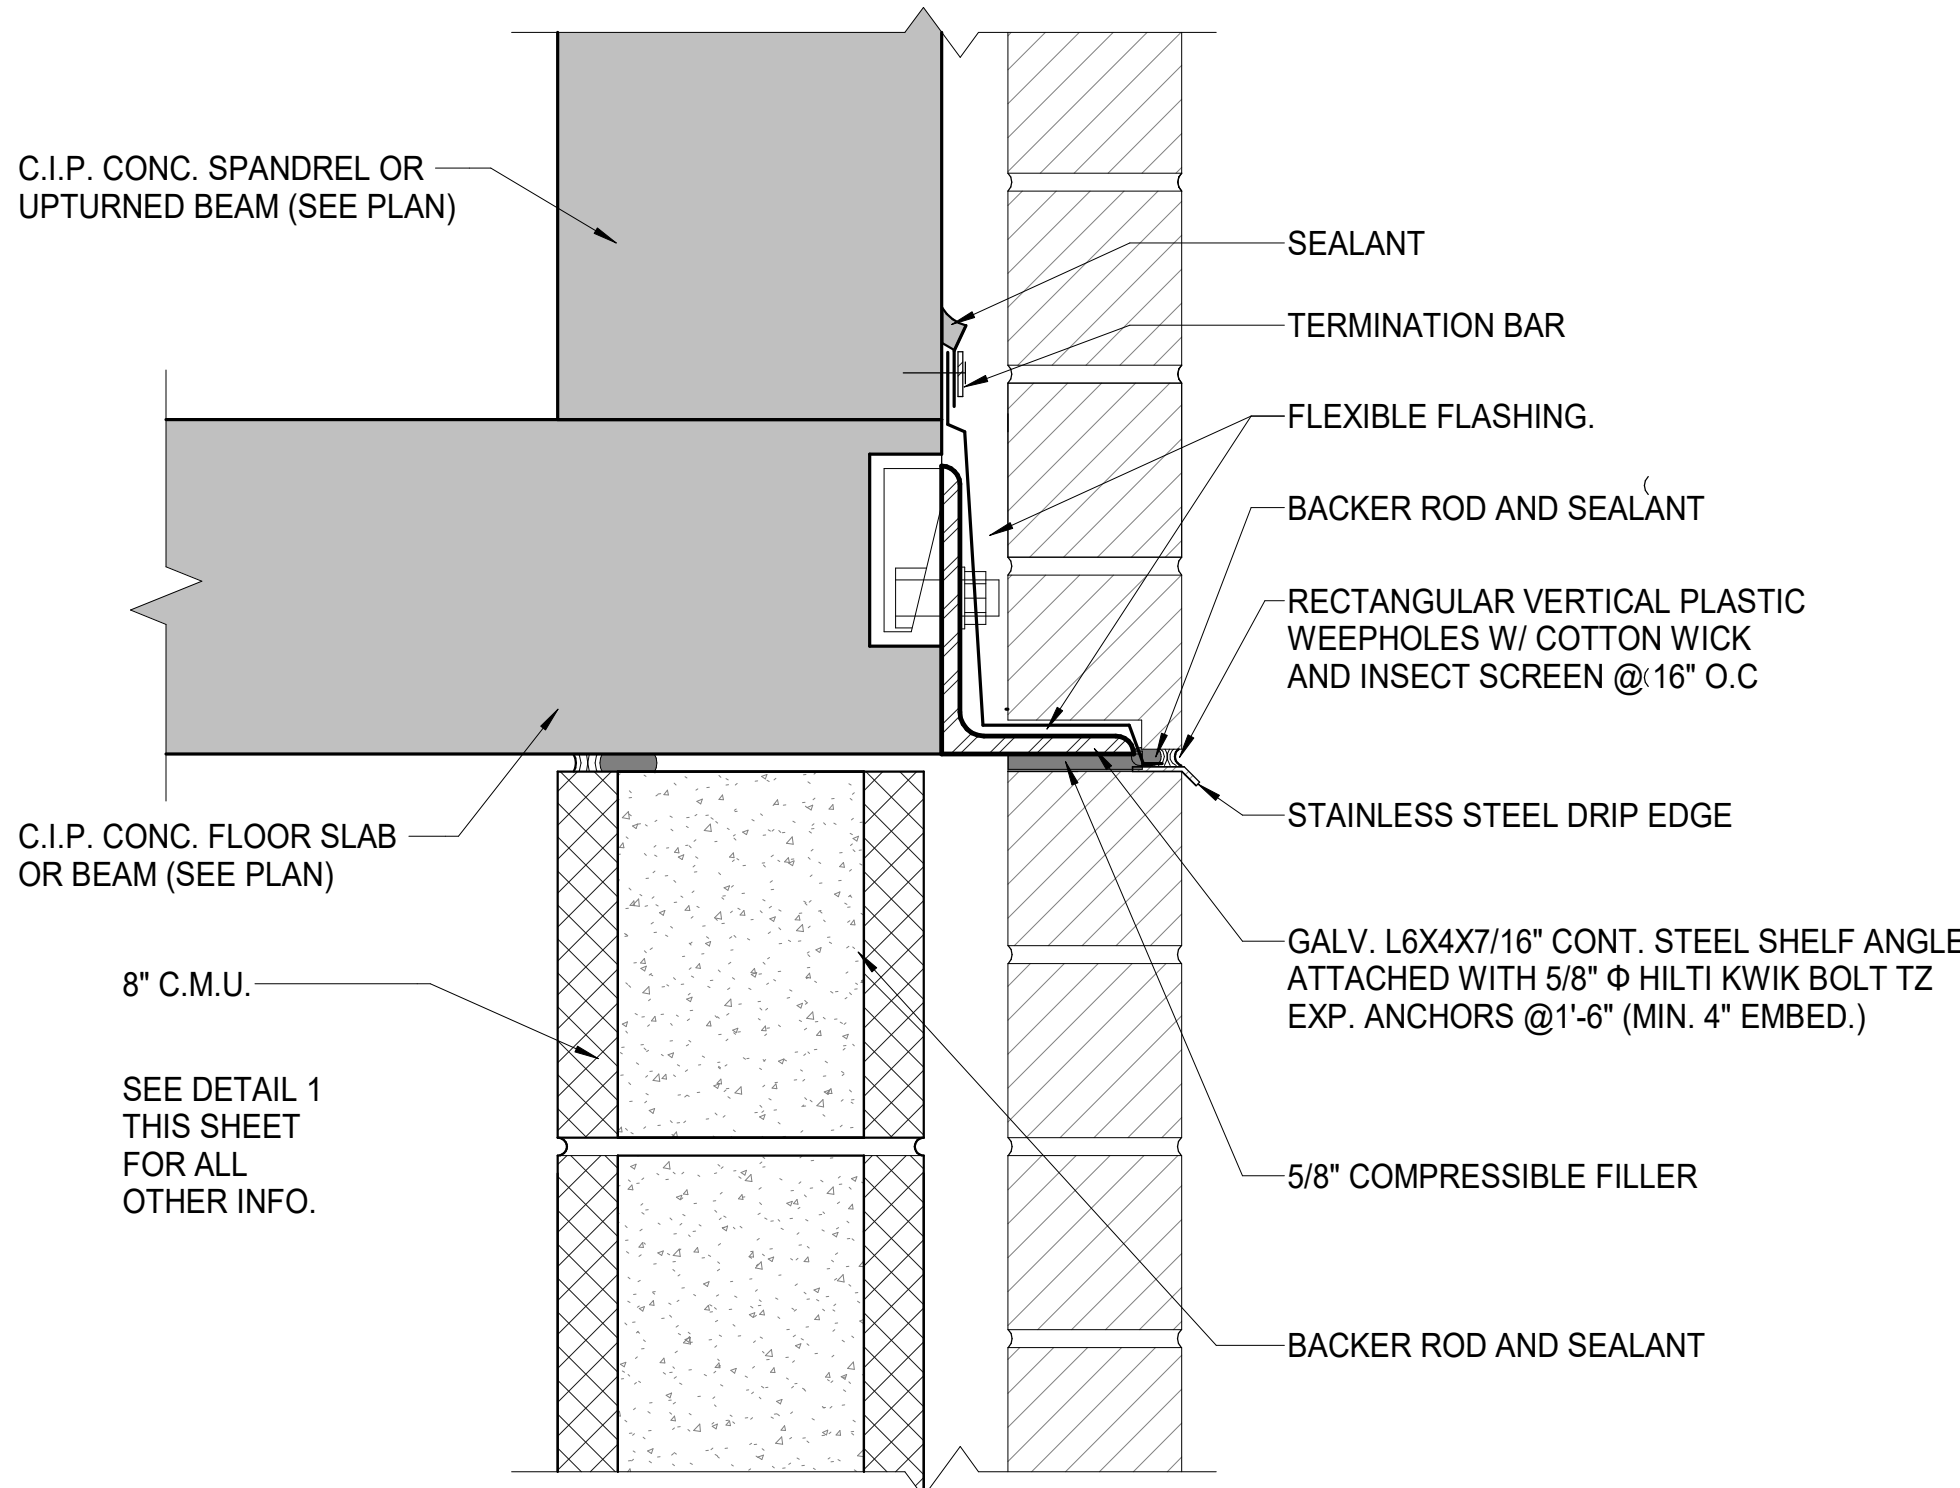 C.I.P. CONC. SPANDREL OR
UPTURNED BEAM (SEE PLAN)
SEALANT
TERMINATION BAR
FLEXIBLE FLASHING.
BACKER ROD AND SEALANT
RECTANGULAR VERTICAL PLASTIC
WEEPHOLES W/ COTTON WICK
AND INSECT SCREEN @ 16" O.C
STAINLESS STEEL DRIP EDGE
C.I.P. CONC. FLOOR SLAB
OR BEAM (SEE PLAN)
GALV. L6X4X7/16" CONT. STEEL SHELF ANGLE
ATTACHED WITH 5/8" Φ HILTI KWIK BOLT TZ
EXP. ANCHORS @1'-6" (MIN. 4" EMBED.)
8" C.M.U.
SEE DETAIL 1
THIS SHEET
FOR ALL
OTHER INFO.
5/8" COMPRESSIBLE FILLER
BACKER ROD AND SEALANT